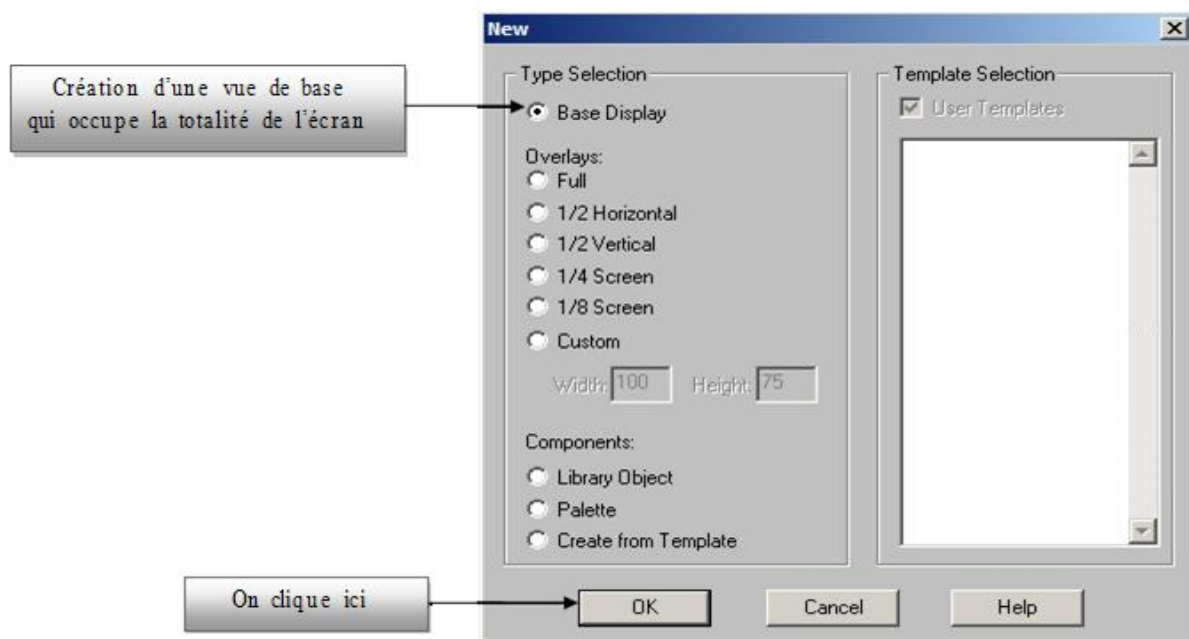 New
Création d'une vue de base
qui occupe la totalité de l'écran
Type Selection
Base Display
Overlays:
Full
1/2 Horizontal
1/2 Vertical
1/4 Screen
1/8 Screen
Custom
Width: 100 Height: 75
Components:
Library Object
Palette
Create from Template
Template Selection
User Templates
On clique ici
OK Cancel Help